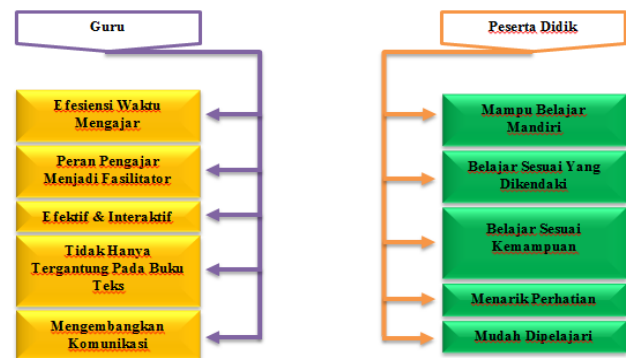 Guru
Efesiensi Waktu
Mengajar
Peran Pengajar
Menjadi Fasilitator
Efektif & Interaktif
Tidak Hanya
Tergantung Pada Buku
Teks
Mengembangkan
Komunikasi
Peserta Didik
Mampu Belajar
Mandiri
Belajar Sesuai Yang
Dikendaki
Belajar Sesuai
Kemampuan
Menarik Perhatian
Mudah Dipelajari